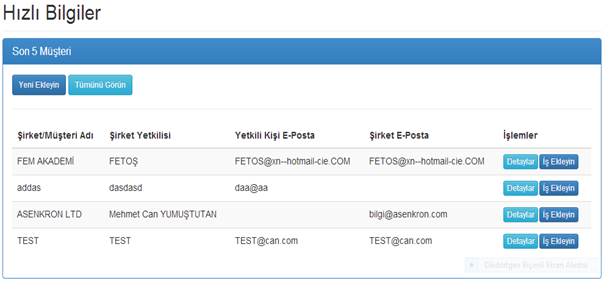 Hızlı Bilgiler
Son 5 Müşteri
Yeni Ekleyin Tümünü Görün
Şirket/Müşteri Adı Şirket Yetkilisi Yetkili Kişi E-Posta Şirket E-Posta İşlemler
FEM AKADEMİ FETOŞ FETOS@xn--hotmail-cie.COM FETOS@xn--hotmail-cie.COM Detaylar İş Ekleyin
addas dasdasd daa@aa Detaylar İş Ekleyin
ASENKRON LTD Mehmet Can YUMUŞTUTAN bilgi@asenkron.com Detaylar İş Ekleyin
TEST TEST TEST@can.com TEST@can.com Detaylar İş Ekleyin
Dikdörtgen Biçimli Ekran Alıntısı